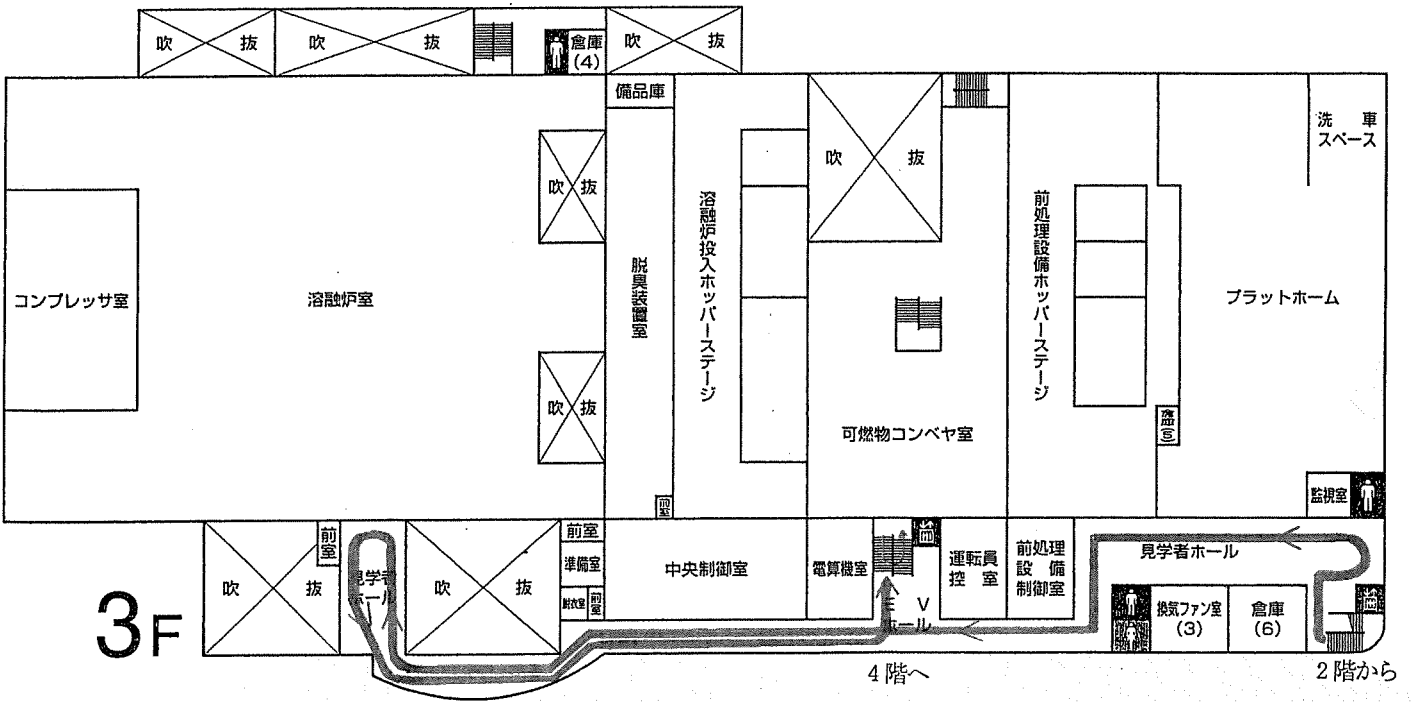 吹 抜
吹 抜
倉庫
(4)
吹 抜
備品庫
洗 車
スペース
吹 抜
吹 抜
溶融炉投入ホッパーステージ
前処理設備ホッパーステージ
脱臭装置室
コンプレッサ室
溶融炉室
プラットホーム
吹 抜
可燃物コンベヤ室
倉庫(5)
監視室
前室
前室
前室
準備室
前室
中央制御室
電算機室
運転員
控 室
前処理
設 備
制御室
見学者ホール
見学者
ホール
吹 抜
吹 抜
E V
ホール
換気ファン室
(3)
倉庫
(6)
3F
4階へ
2階から